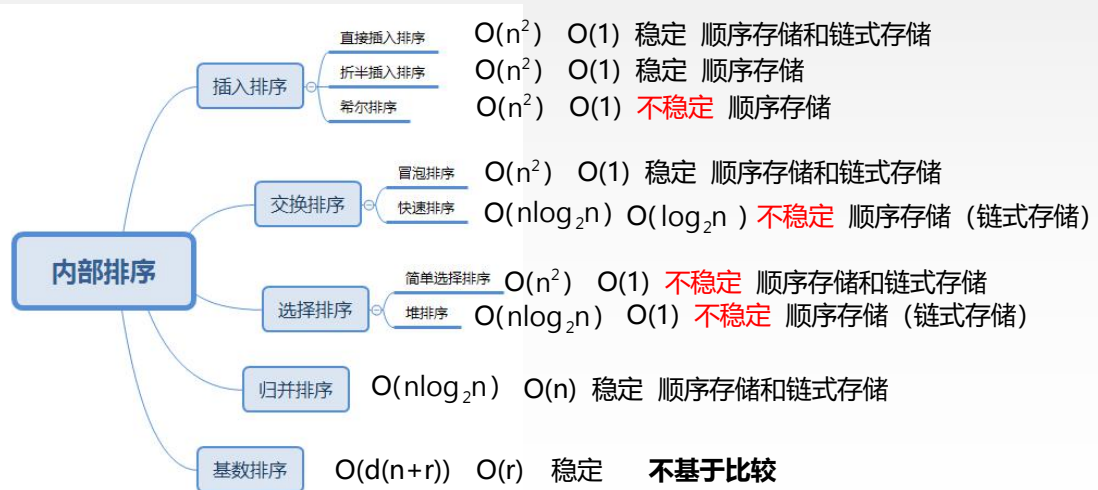 直接插入排序 O(n²) O(1) 稳定 顺序存储和链式存储
插入排序 折半插入排序 O(n²) O(1) 稳定 顺序存储
希尔排序 O(n²) O(1) 不稳定 顺序存储
冒泡排序 O(n²) O(1) 稳定 顺序存储和链式存储
交换排序 快速排序 O(nlog₂n) O(log₂n) 不稳定 顺序存储（链式存储）
内部排序
简单选择排序 O(n²) O(1) 不稳定 顺序存储和链式存储
选择排序 堆排序 O(nlog₂n) O(1) 不稳定 顺序存储（链式存储）
归并排序 O(nlog₂n) O(n) 稳定 顺序存储和链式存储
基数排序 O(d(n+r)) O(r) 稳定 不基于比较